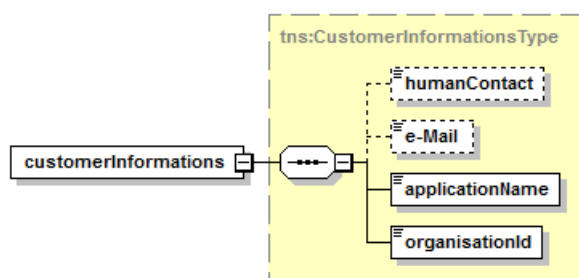 tns:CustomerInformationsType
humanContact
e-Mail
customerInformations
applicationName
organisationId